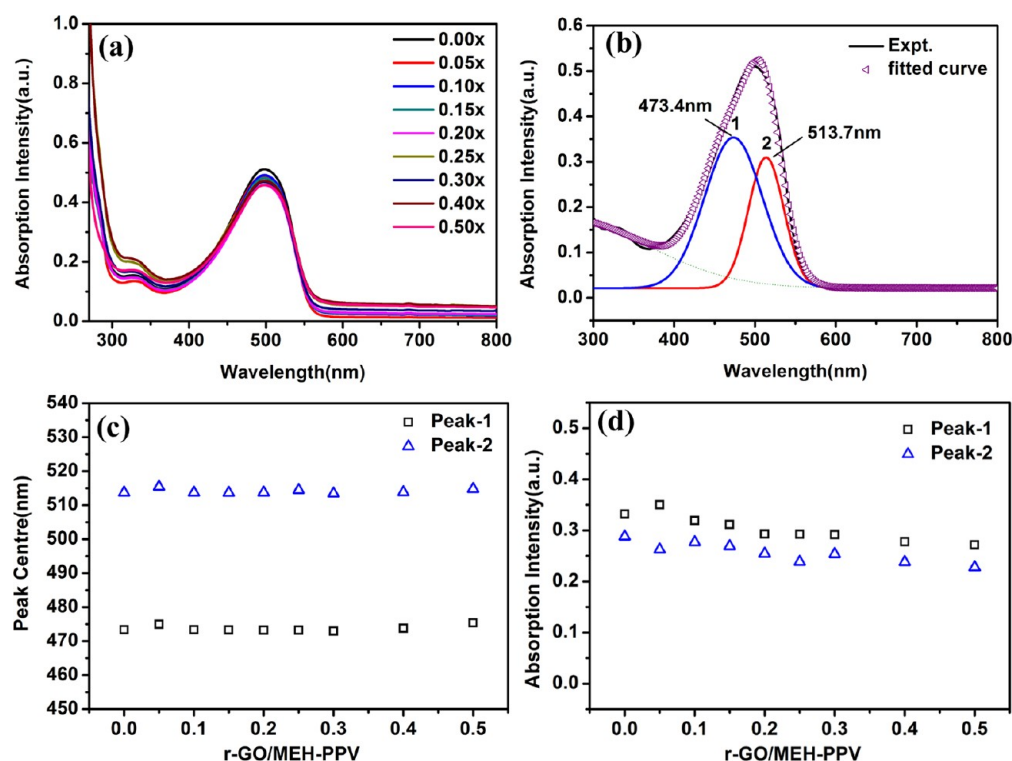 (a)
1.0
0.8
0.6
0.4
0.2
0.0
Absorption Intensity(a.u.)
300
400
500
600
700
800
Wavelength(nm)
0.00x
0.05x
0.10x
0.15x
0.20x
0.25x
0.30x
0.40x
0.50x
(b)
0.6
0.5
0.4
0.3
0.2
0.1
0.0
Absorption Intensity(a.u.)
300
400
500
600
700
800
Wavelength(nm)
Expt.
fitted curve
473.4nm
1
2
513.7nm
(c)
540
530
520
510
500
490
480
470
460
450
Peak Centre(nm)
0.0
0.1
0.2
0.3
0.4
0.5
r-GO/MEH-PPV
Peak-1
Peak-2
(d)
0.5
0.4
0.3
0.2
0.1
0.0
Absorption Intensity(a.u.)
0.0
0.1
0.2
0.3
0.4
0.5
r-GO/MEH-PPV
Peak-1
Peak-2